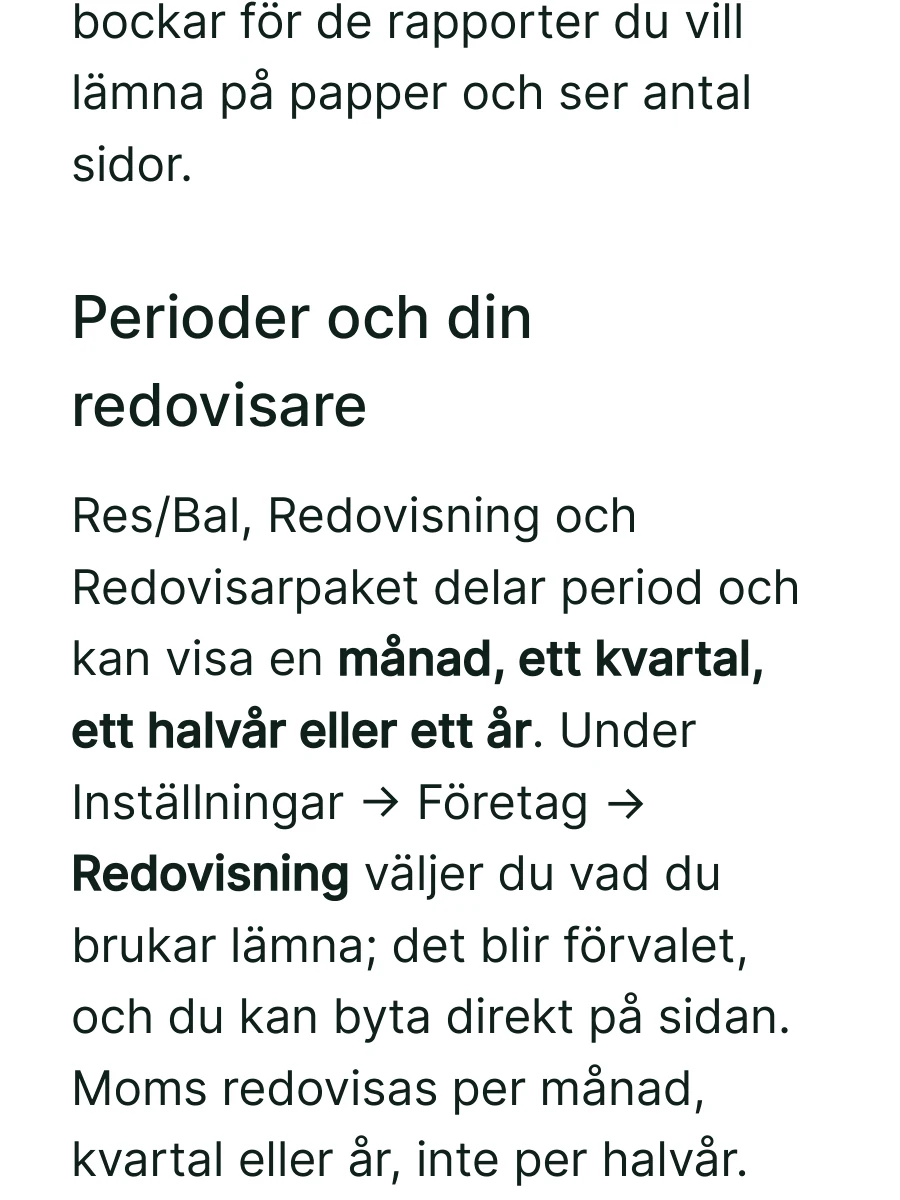 bockar för de rapporter du vill
lämna på papper och ser antal
sidor.
Perioder och din
redovisare
Res/Bal, Redovisning och
Redovisarpaket delar period och
kan visa en månad, ett kvartal,
ett halvår eller ett år. Under
Inställningar → Företag →
Redovisning väljer du vad du
brukar lämna; det blir förvalet,
och du kan byta direkt på sidan.
Moms redovisas per månad,
kvartal eller år, inte per halvår.